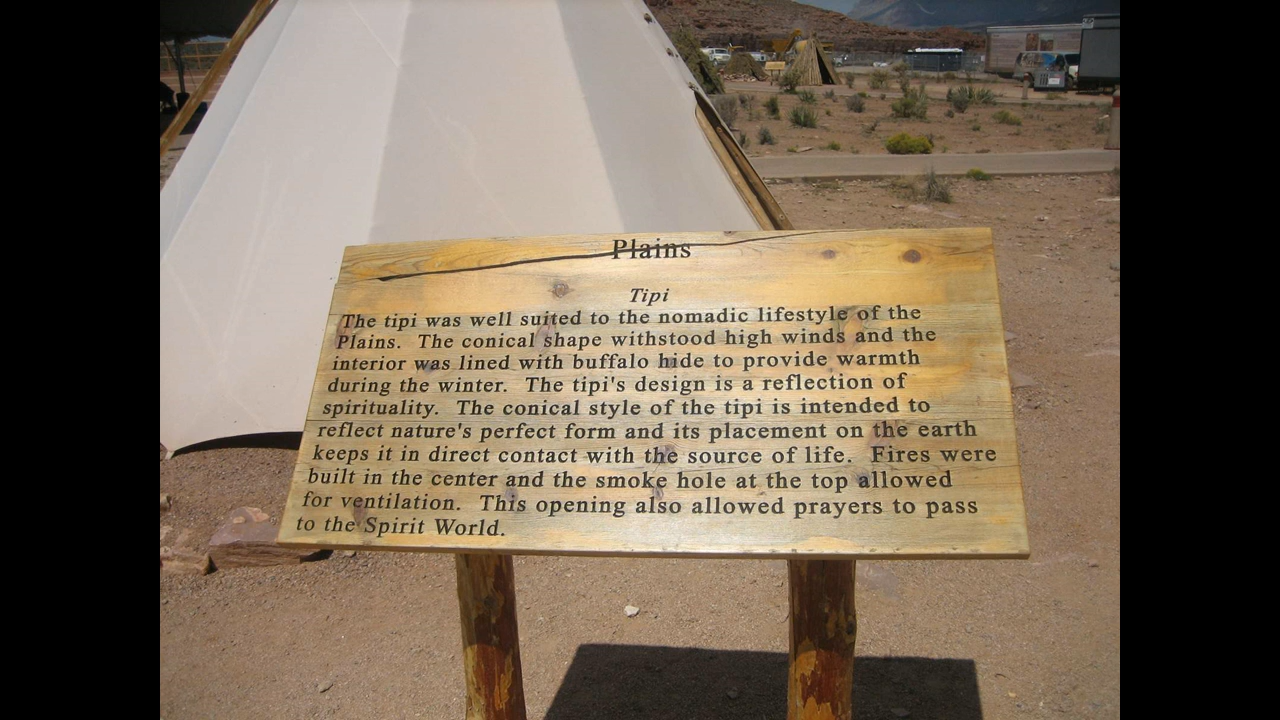 Plains
Tipi
The tipi was well suited to the nomadic lifestyle of the
Plains.  The conical shape withstood high winds and the
interior was lined with buffalo hide to provide warmth
during the winter.  The tipi's design is a reflection of
spirituality.  The conical style of the tipi is intended to
reflect nature's perfect form and its placement on the earth
keeps it in direct contact with the source of life.  Fires were
built in the center and the smoke hole at the top allowed
for ventilation.  This opening also allowed prayers to pass
to the Spirit World.